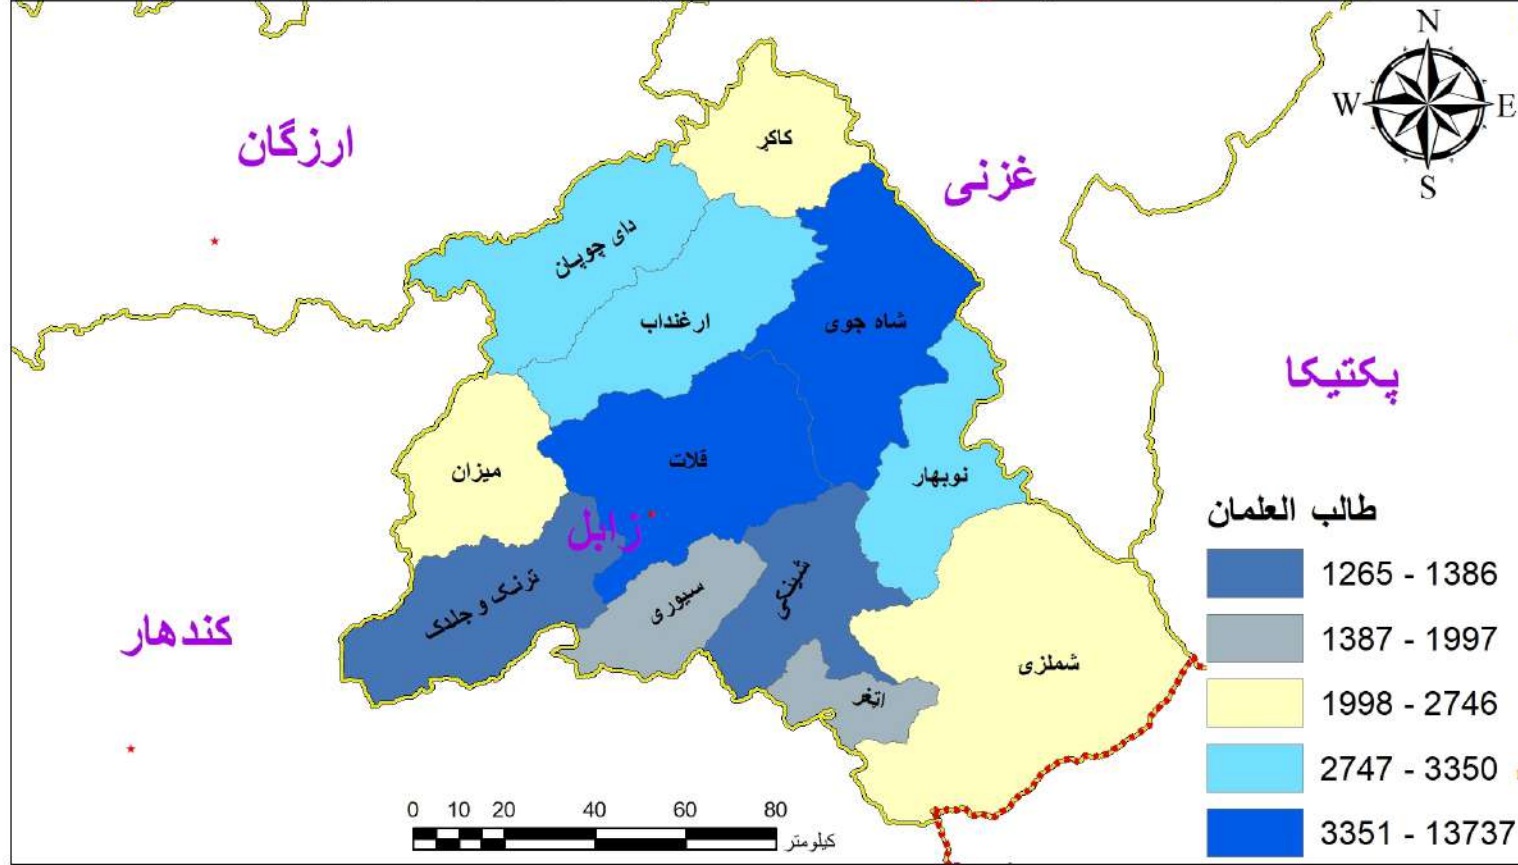 N
W
E
S
ارزگان
کاکړ
غزنی
دای چوپان
ارغنداب
شاه جوی
پکتیکا
میزان
قلات
نوبهار
زابل
ترنک و جلدک
سیوری
شینکی
کندهار
شملزی
اتغر
طالب العلمان
1265 - 1386
1387 - 1997
1998 - 2746
2747 - 3350
3351 - 13737
0 10 20 40 60 80
کیلومتر